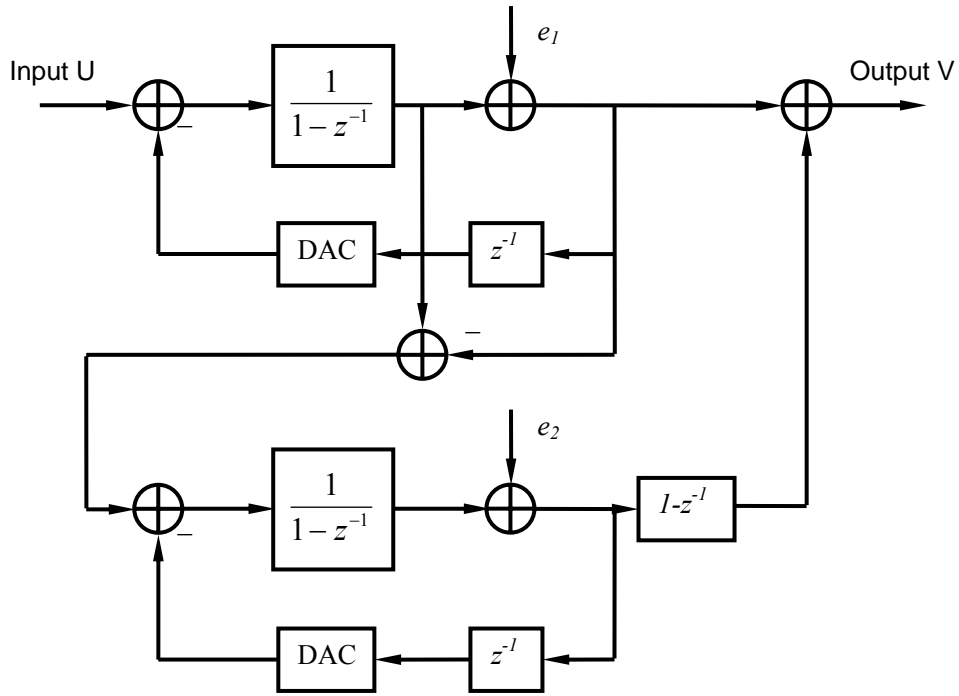 e₁
Input U
Output V
1
1 − z⁻¹
−
DAC
z⁻¹
−
e₂
1
1 − z⁻¹
1-z⁻¹
−
DAC
z⁻¹